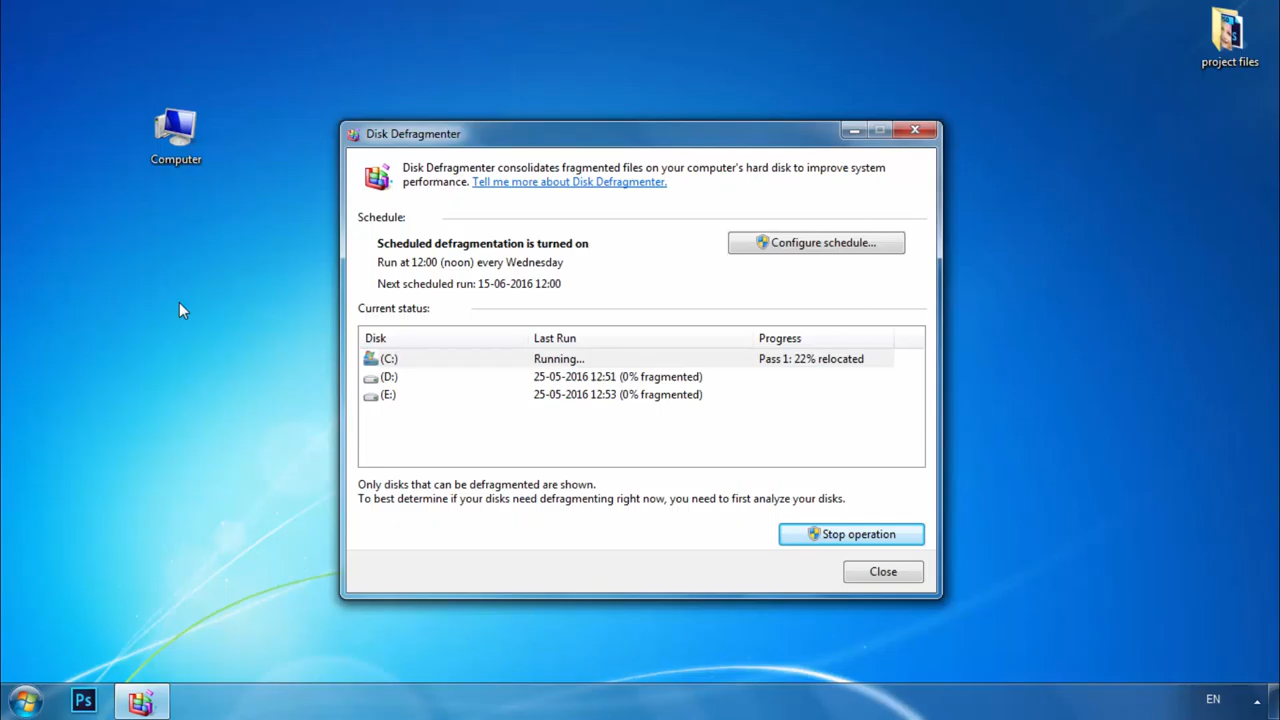 project files
Computer
Disk Defragmenter
Disk Defragmenter consolidates fragmented files on your computer's hard disk to improve system
performance. Tell me more about Disk Defragmenter.
Schedule:
Scheduled defragmentation is turned on
Configure schedule...
Run at 12:00 (noon) every Wednesday
Next scheduled run: 15-06-2016 12:00
Current status:
Disk Last Run Progress
(C:) Running... Pass 1: 22% relocated
(D:) 25-05-2016 12:51 (0% fragmented)
(E:) 25-05-2016 12:53 (0% fragmented)
Only disks that can be defragmented are shown.
To best determine if your disks need defragmenting right now, you need to first analyze your disks.
Stop operation
Close
Ps
EN